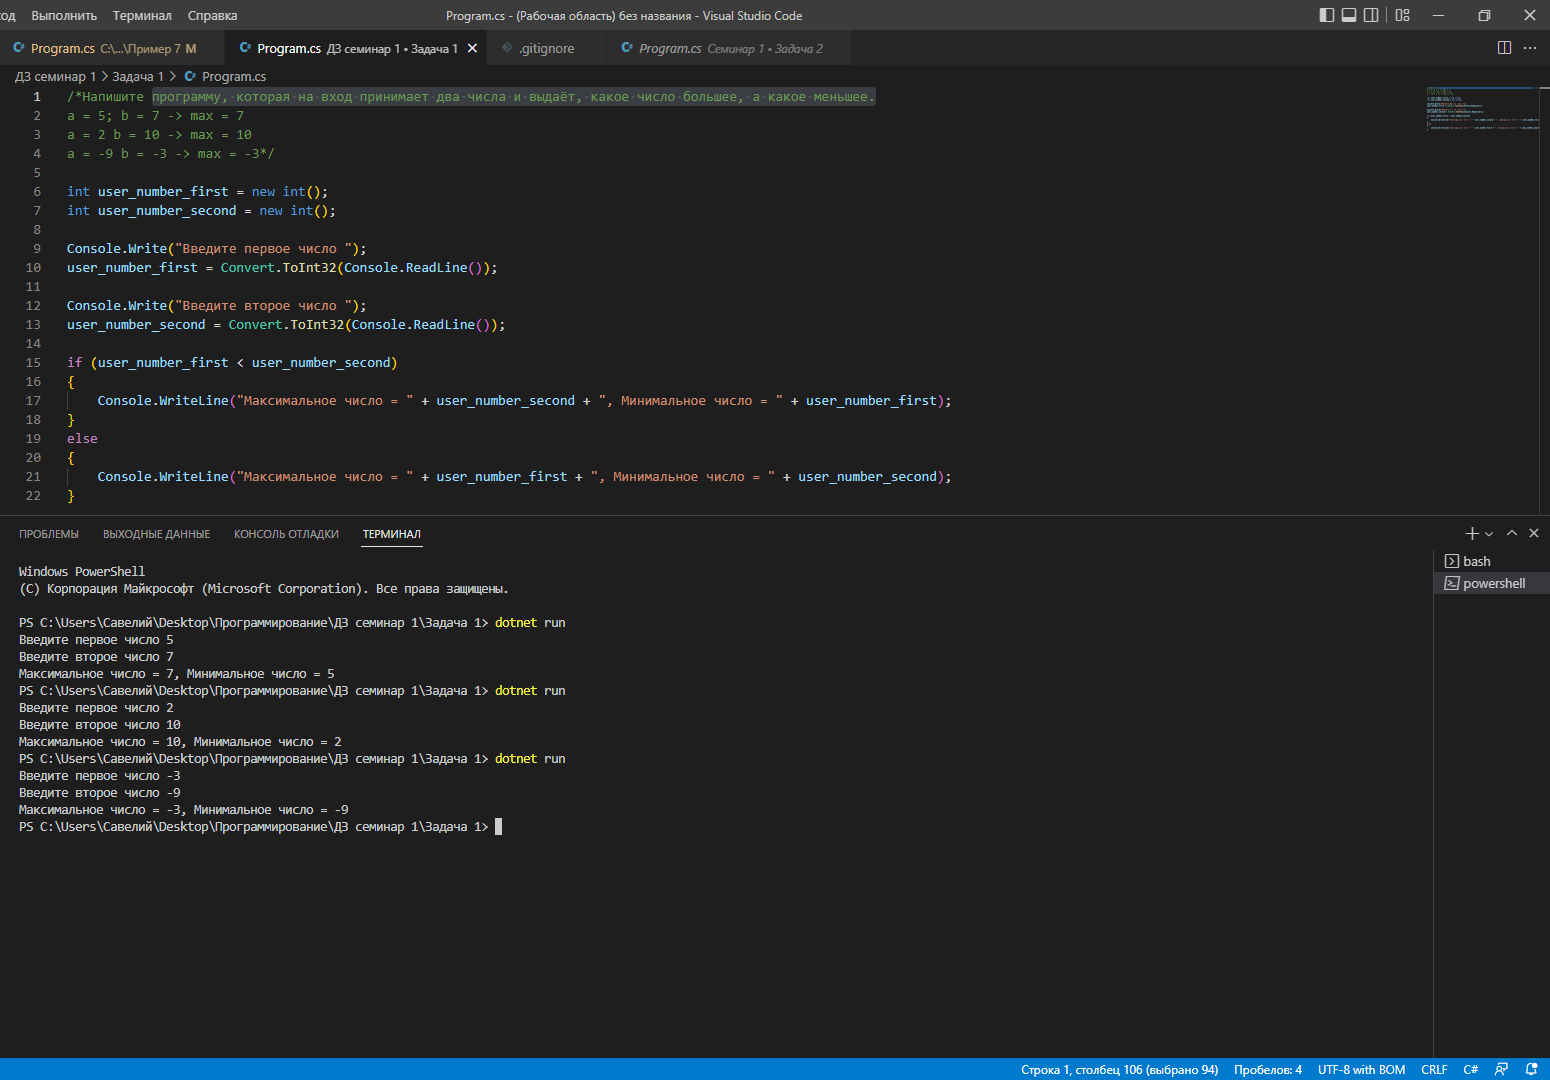 од Выполнить Терминал Справка Program.cs - (Рабочая область) без названия - Visual Studio Code
Program.cs C:\...\Пример 7 M Program.cs ДЗ семинар 1 • Задача 1 .gitignore Program.cs Семинар 1 • Задача 2
ДЗ семинар 1 > Задача 1 > Program.cs
1 /*Напишите программу, которая на вход принимает два числа и выдаёт, какое число большее, а какое меньшее.
2 a = 5; b = 7 -> max = 7
3 a = 2 b = 10 -> max = 10
4 a = -9 b = -3 -> max = -3*/
5
6 int user_number_first = new int();
7 int user_number_second = new int();
8
9 Console.Write("Введите первое число ");
10 user_number_first = Convert.ToInt32(Console.ReadLine());
11
12 Console.Write("Введите второе число ");
13 user_number_second = Convert.ToInt32(Console.ReadLine());
14
15 if (user_number_first < user_number_second)
16 {
17 Console.WriteLine("Максимальное число = " + user_number_second + ", Минимальное число = " + user_number_first);
18 }
19 else
20 {
21 Console.WriteLine("Максимальное число = " + user_number_first + ", Минимальное число = " + user_number_second);
22 }
ПРОБЛЕМЫ ВЫХОДНЫЕ ДАННЫЕ КОНСОЛЬ ОТЛАДКИ ТЕРМИНАЛ
bash
powershell
Windows PowerShell
(C) Корпорация Майкрософт (Microsoft Corporation). Все права защищены.
PS C:\Users\Савелий\Desktop\Программирование\ДЗ семинар 1\Задача 1> dotnet run
Введите первое число 5
Введите второе число 7
Максимальное число = 7, Минимальное число = 5
PS C:\Users\Савелий\Desktop\Программирование\ДЗ семинар 1\Задача 1> dotnet run
Введите первое число 2
Введите второе число 10
Максимальное число = 10, Минимальное число = 2
PS C:\Users\Савелий\Desktop\Программирование\ДЗ семинар 1\Задача 1> dotnet run
Введите первое число -3
Введите второе число -9
Максимальное число = -3, Минимальное число = -9
PS C:\Users\Савелий\Desktop\Программирование\ДЗ семинар 1\Задача 1>
Строка 1, столбец 106 (выбрано 94) Пробелов: 4 UTF-8 with BOM CRLF C#